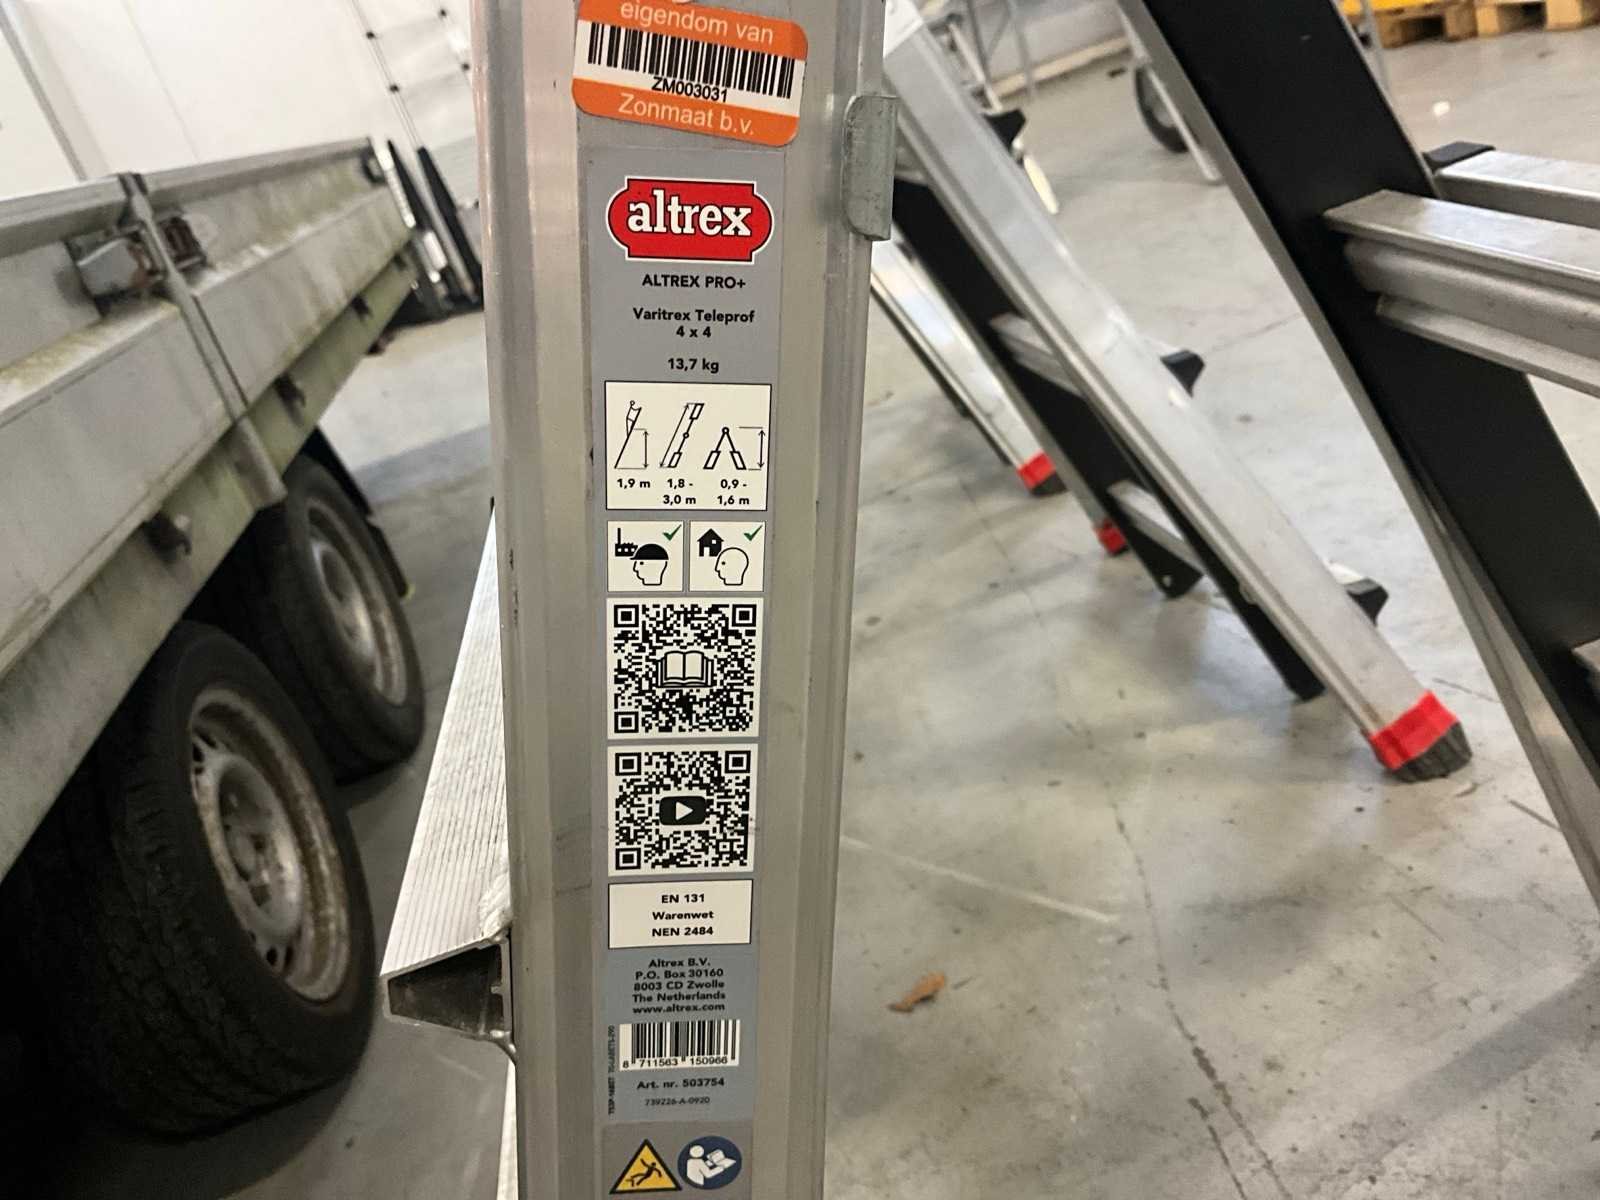 eigendom van
ZM003031
Zonmaat b.v.
altrex
ALTREX PRO+
Varitrex Teleprof
4 x 4
13,7 kg
1,9 m 1,8 - 0,9 -
3,0 m 1,6 m
EN 131
Warenwet
NEN 2484
Altrex B.V.
P.O. Box 30160
8003 CD Zwolle
The Netherlands
www.altrex.com
8 711563 150966
Art. nr. 503754
739226-A-0920